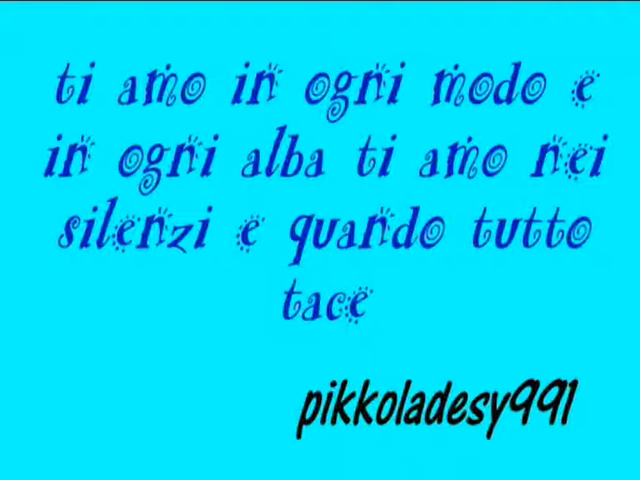 ti amo in ogni modo e
in ogni alba ti amo nei
silenzi e quando tutto
tace
pikkoladesy991